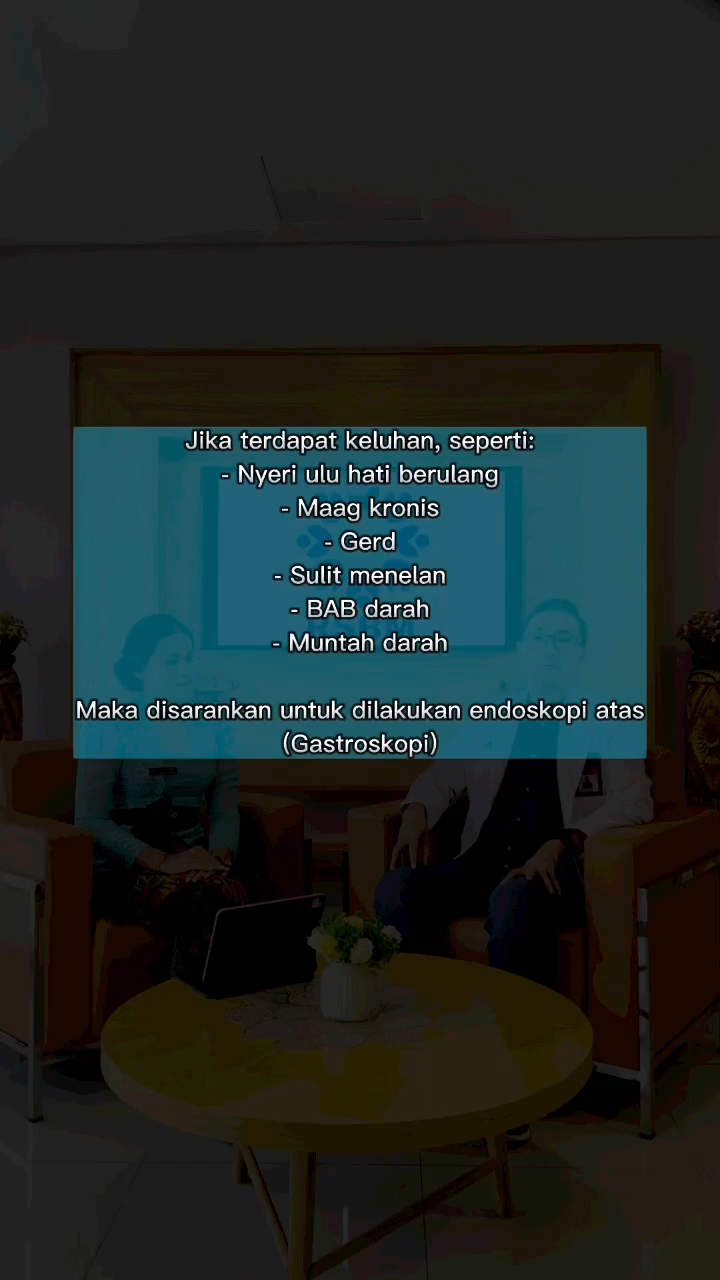 Jika terdapat keluhan, seperti:
- Nyeri ulu hati berulang
- Maag kronis
- Gerd
- Sulit menelan
- BAB darah
- Muntah darah
Maka disarankan untuk dilakukan endoskopi atas
(Gastroskopi)